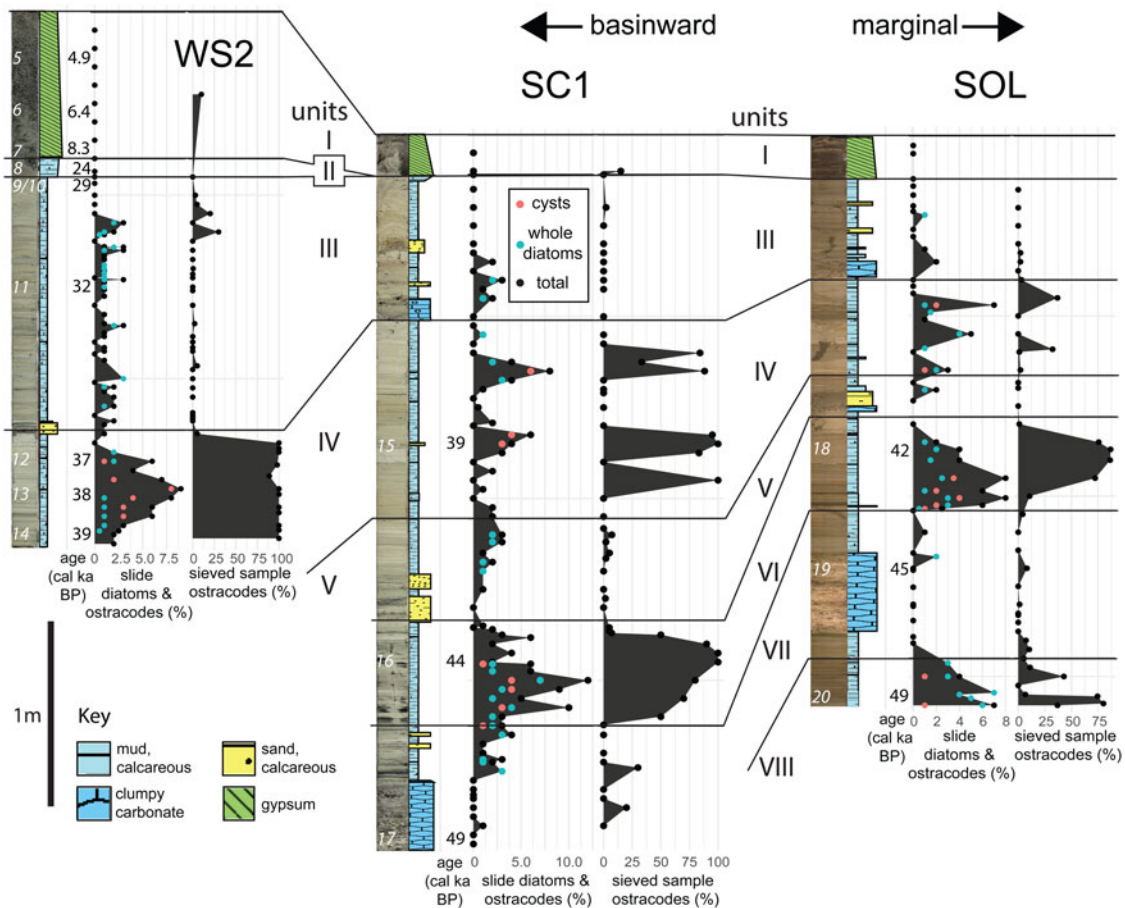 basinward
marginal
WS2
SC1
SOL
units
units
5
6
7
8
9/10
11
12
13
14
4.9
6.4
8.3
24
29
32
37
38
39
I
II
III
IV
V
0
2.5
5.0
7.5
0
25
50
75
100
age
(cal ka
BP)
slide
diatoms &
ostracodes (%)
sieved sample
ostracodes (%)
cysts
whole
diatoms
total
15
16
17
39
44
49
0
5.0
10.0
0
25
50
75
100
age
(cal ka
BP)
slide diatoms &
ostracodes (%)
sieved sample
ostracodes (%)
I
III
IV
V
VI
VII
VIII
18
19
20
42
45
49
0
2
4
6
8
0
25
50
75
age
(cal ka
BP)
slide
diatoms &
ostracodes (%)
sieved sample
ostracodes (%)
1m
Key
mud,
calcareous
sand,
calcareous
clumpy
carbonate
gypsum